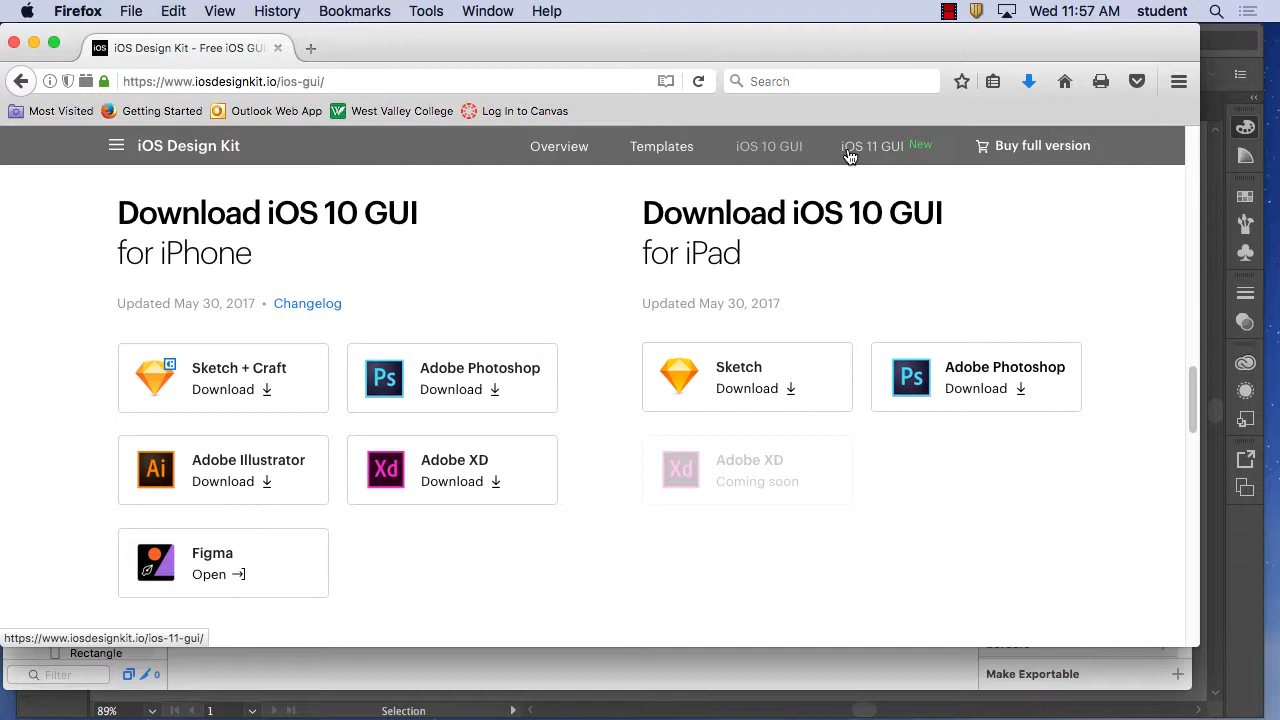 Firefox File Edit View History Bookmarks Tools Window Help Wed 11:57 AM student
iOS iOS Design Kit - Free iOS GUI
https://www.iosdesignkit.io/ios-gui/ Search
Most Visited Getting Started Outlook Web App West Valley College Log In to Canvas
iOS Design Kit Overview Templates iOS 10 GUI iOS 11 GUI New Buy full version
Download iOS 10 GUI
for iPhone
Updated May 30, 2017 • Changelog
Sketch + Craft
Download
Ps Adobe Photoshop
Download
Ai Adobe Illustrator
Download
Xd Adobe XD
Download
Figma
Open
Download iOS 10 GUI
for iPad
Updated May 30, 2017
Sketch
Download
Ps Adobe Photoshop
Download
Xd Adobe XD
Coming soon
https://www.iosdesignkit.io/ios-11-gui/
Rectangle
Filter 0
Make Exportable
89% 1 Selection